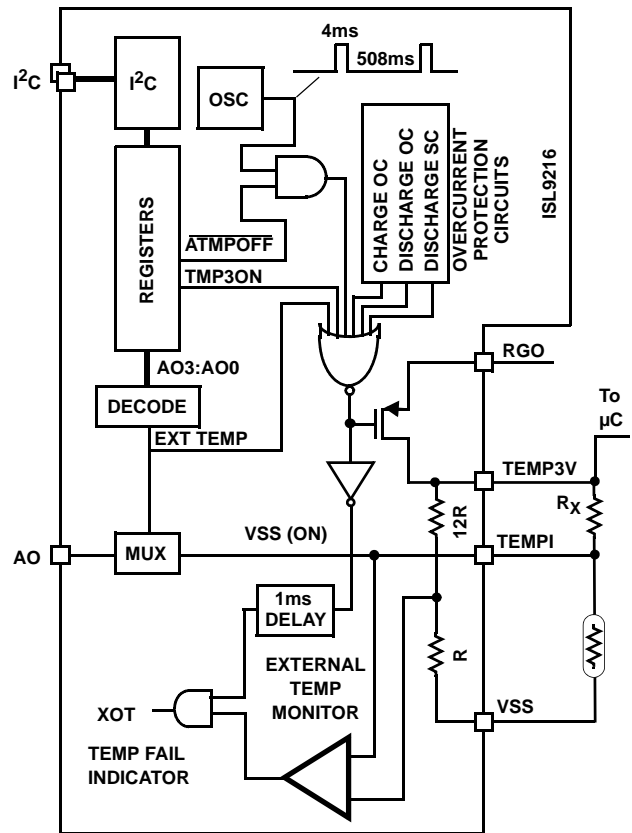 4ms
508ms
I²C
I²C
OSC
CHARGE OC
DISCHARGE OC
DISCHARGE SC
OVERCURRENT
PROTECTION
CIRCUITS
ISL9216
REGISTERS
ATMPOFF
TMP3ON
AO3:AO0
RGO
DECODE
To
µC
EXT TEMP
TEMP3V
RX
12R
VSS (ON)
TEMPI
AO
MUX
1ms
DELAY
R
EXTERNAL
TEMP
MONITOR
VSS
XOT
TEMP FAIL
INDICATOR